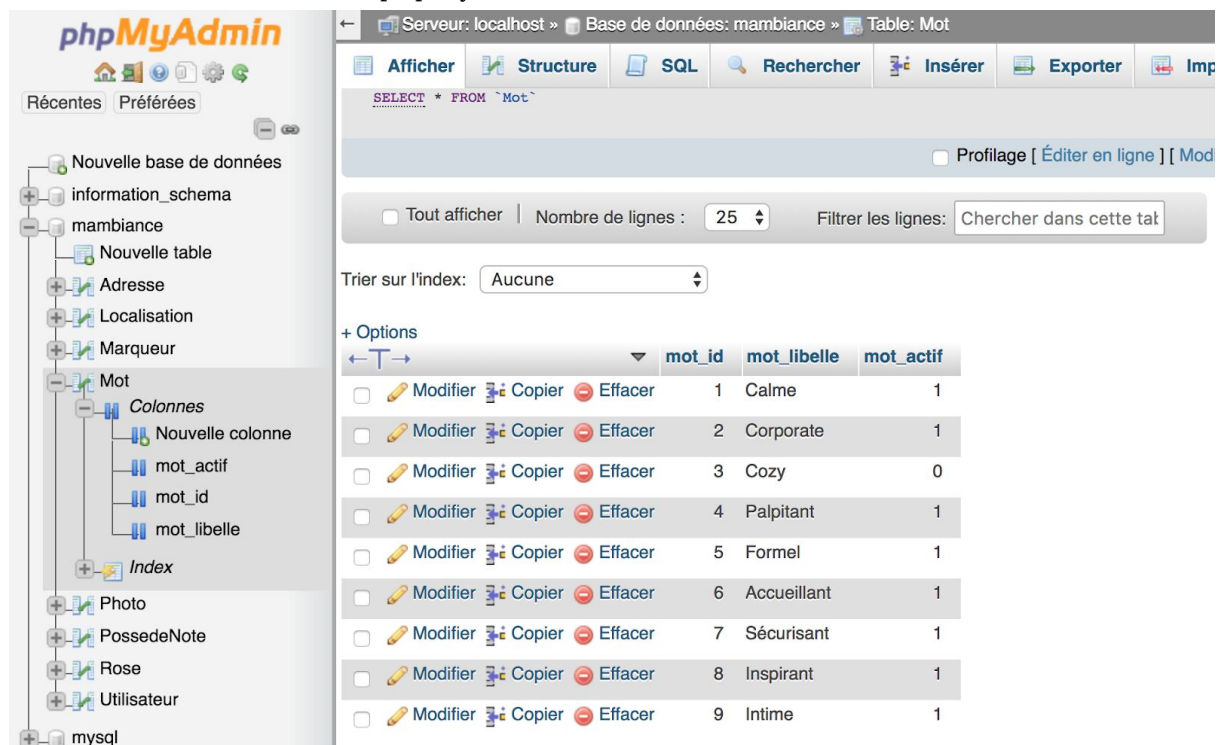 phpMyAdmin
Récentes Préférées
Nouvelle base de données
information_schema
mambiance
Nouvelle table
Adresse
Localisation
Marqueur
Mot
Colonnes
Nouvelle colonne
mot_actif
mot_id
mot_libelle
Index
Photo
PossedeNote
Rose
Utilisateur
mysql
← Serveur: localhost » Base de données: mambiance » Table: Mot
Afficher Structure SQL Rechercher Insérer Exporter Imp
SELECT * FROM `Mot`
Profilage [ Éditer en ligne ] [ Modi
Tout afficher | Nombre de lignes : 25 Filtrer les lignes: Chercher dans cette tab
Trier sur l'index: Aucune
+ Options
←T→ mot_id mot_libelle mot_actif
Modifier Copier Effacer 1 Calme 1
Modifier Copier Effacer 2 Corporate 1
Modifier Copier Effacer 3 Cozy 0
Modifier Copier Effacer 4 Palpitant 1
Modifier Copier Effacer 5 Formel 1
Modifier Copier Effacer 6 Accueillant 1
Modifier Copier Effacer 7 Sécurisant 1
Modifier Copier Effacer 8 Inspirant 1
Modifier Copier Effacer 9 Intime 1